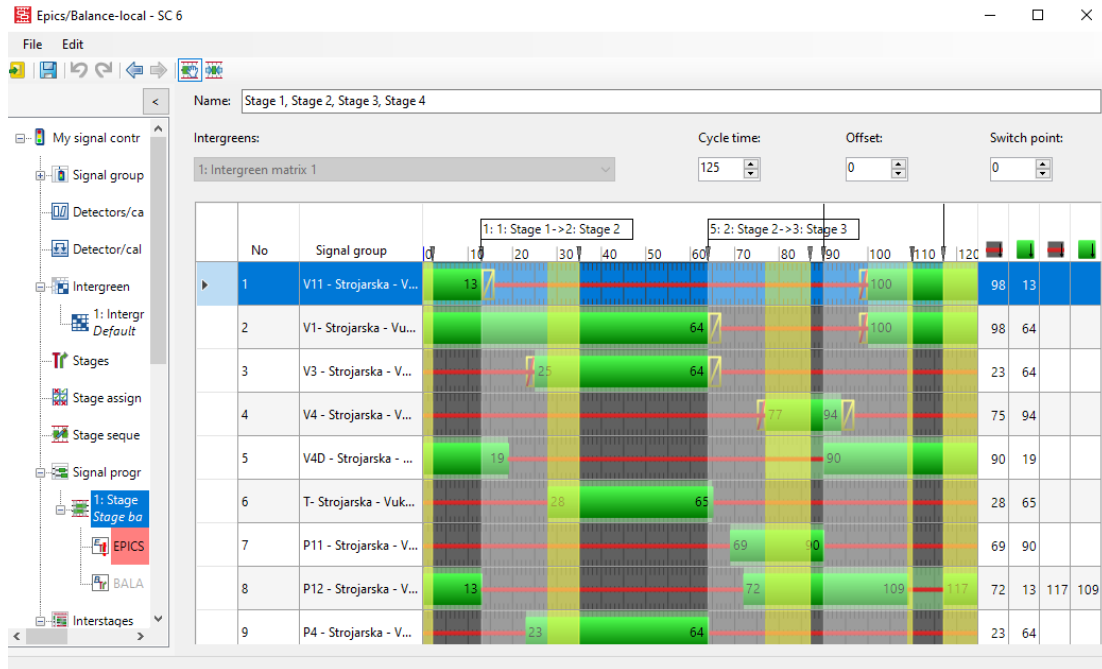 Epics/Balance-local - SC 6
File Edit
<
Name: Stage 1, Stage 2, Stage 3, Stage 4
Intergreens: Cycle time: Offset: Switch point:
1: Intergreen matrix 1 125 0 0
My signal contr
Signal group
Detectors/ca
Detector/cal
Intergreen
1: Intergr
Default
Stages
Stage assign
Stage seque
Signal progr
1: Stage
Stage ba
EPICS
BALA
Interstages
1: 1: Stage 1->2: Stage 2 5: 2: Stage 2->3: Stage 3
No Signal group 0 10 20 30 40 50 60 70 80 90 100 110 120
1 V11 - Strojarska - V... 13 100 98 13
2 V1- Strojarska - Vu... 64 100 98 64
3 V3 - Strojarska - V... 25 64 23 64
4 V4 - Strojarska - V... 77 94 75 94
5 V4D - Strojarska - ... 19 90 90 19
6 T- Strojarska - Vuk... 28 65 28 65
7 P11 - Strojarska - V... 69 90 69 90
8 P12 - Strojarska - V... 13 72 109 117 72 13 117 109
9 P4 - Strojarska - V... 23 64 23 64